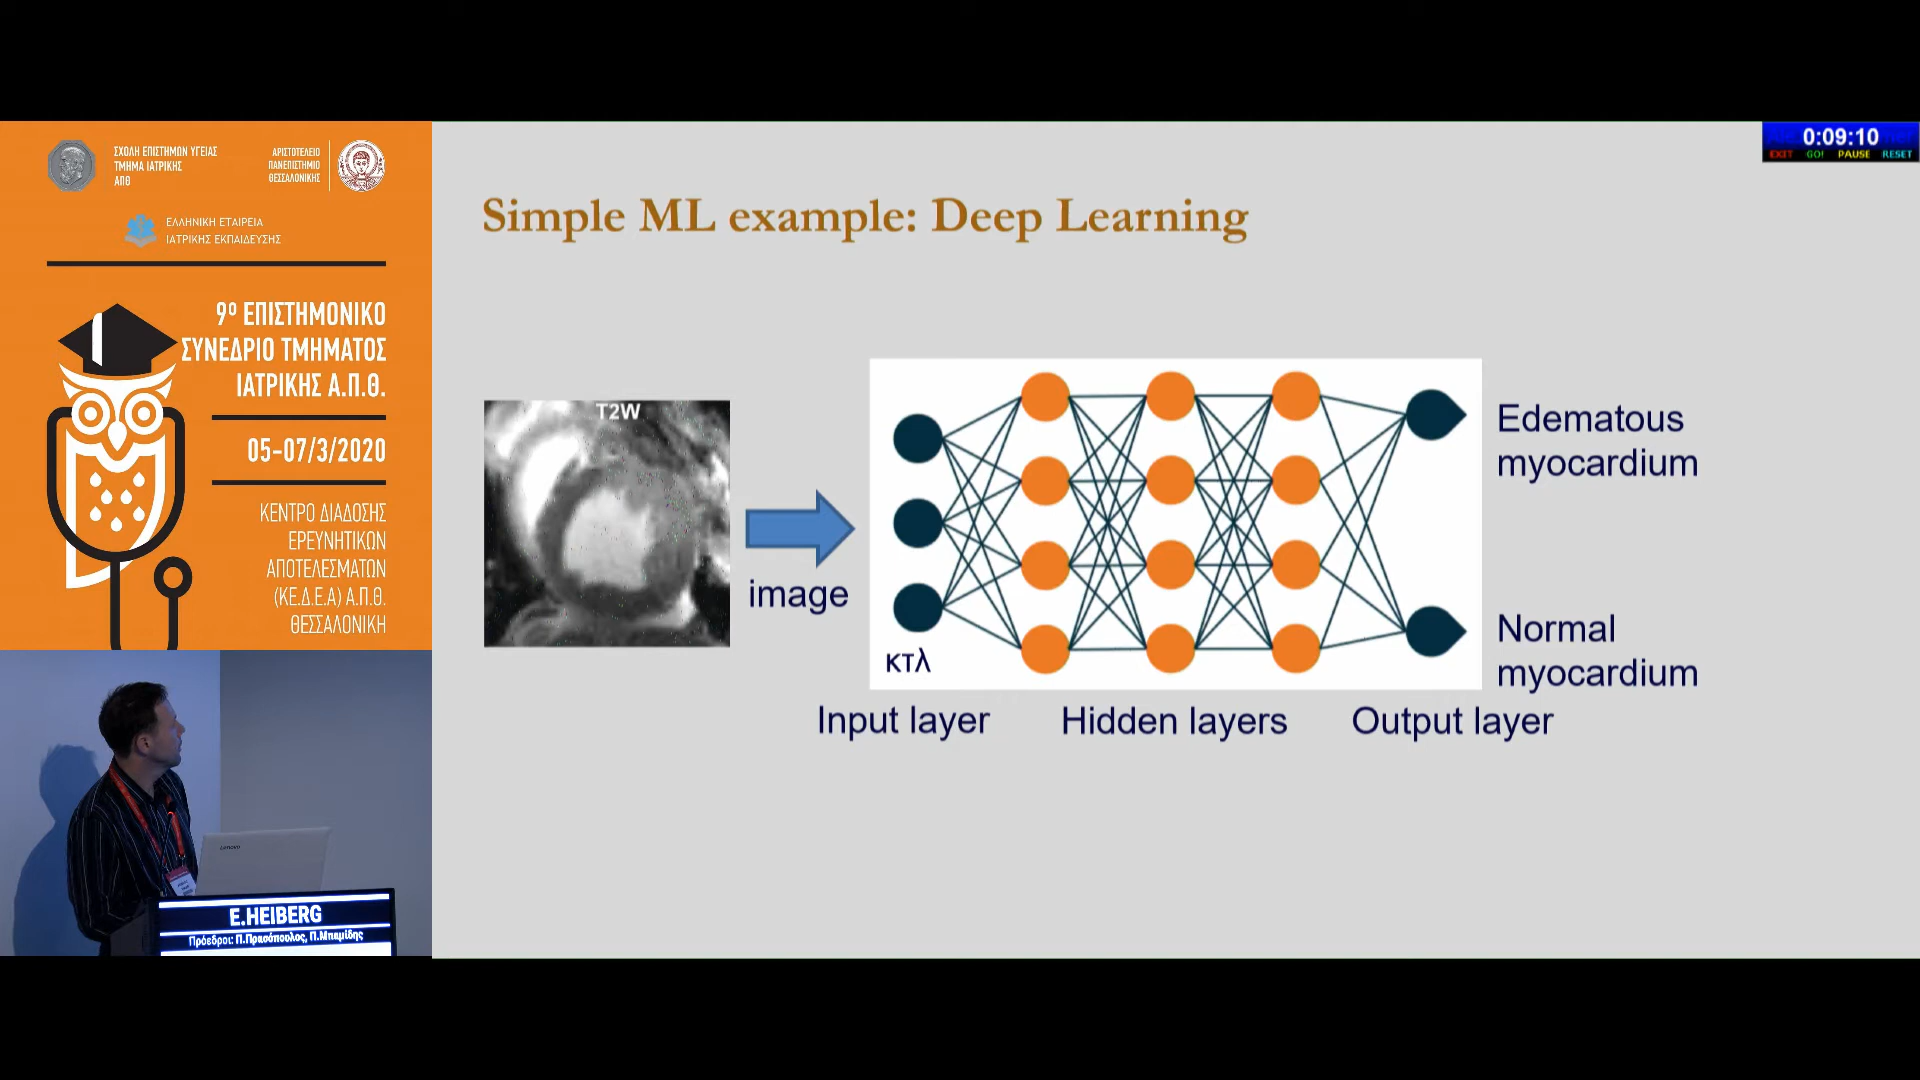 ΣΧΟΛΗ ΕΠΙΣΤΗΜΩΝ ΥΓΕΙΑΣ
ΤΜΗΜΑ ΙΑΤΡΙΚΗΣ
ΑΠΘ
ΑΡΙΣΤΟΤΕΛΕΙΟ
ΠΑΝΕΠΙΣΤΗΜΙΟ
ΘΕΣΣΑΛΟΝΙΚΗΣ
ΕΛΛΗΝΙΚΗ ΕΤΑΙΡΕΙΑ
ΙΑΤΡΙΚΗΣ ΕΚΠΑΙΔΕΥΣΗΣ
9º ΕΠΙΣΤΗΜΟΝΙΚΟ
ΣΥΝΕΔΡΙΟ ΤΜΗΜΑΤΟΣ
ΙΑΤΡΙΚΗΣ Α.Π.Θ.
05-07/3/2020
ΚΕΝΤΡΟ ΔΙΑΔΟΣΗΣ
ΕΡΕΥΝΗΤΙΚΩΝ
ΑΠΟΤΕΛΕΣΜΑΤΩΝ
(ΚΕ.Δ.Ε.Α) Α.Π.Θ.
ΘΕΣΣΑΛΟΝΙΚΗ
E.HEIBERG
Πρόεδροι: Π.Πρασόπουλος, Π.Μπαμίδης
0:09:10
EXIT GO! PAUSE RESET
Simple ML example: Deep Learning
T2W
image
κτλ
Edematous
myocardium
Normal
myocardium
Input layer
Hidden layers
Output layer